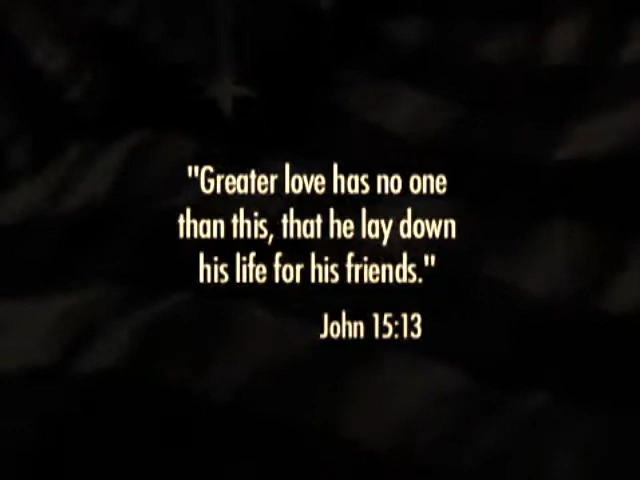 "Greater love has no one
than this, that he lay down
his life for his friends."
John 15:13